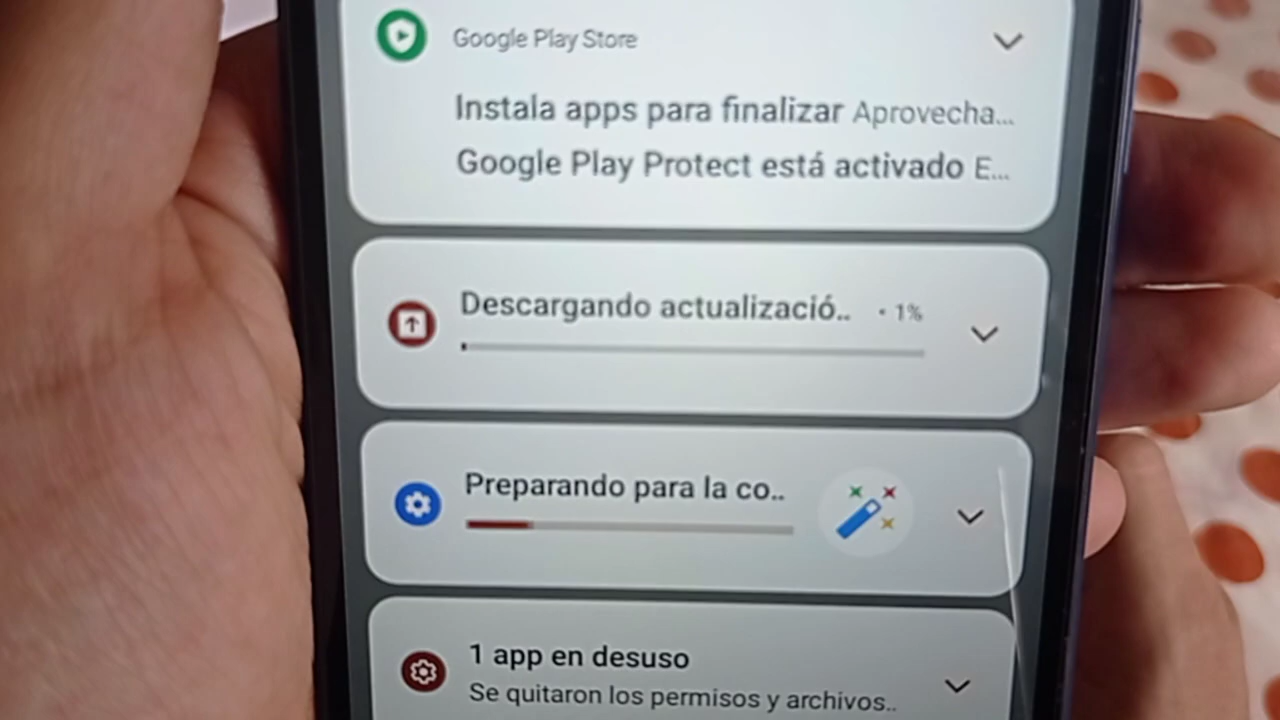 Google Play Store
Instala apps para finalizar Aprovecha...
Google Play Protect está activado E...
Descargando actualizació.. • 1%
Preparando para la co..
1 app en desuso
Se quitaron los permisos y archivos..